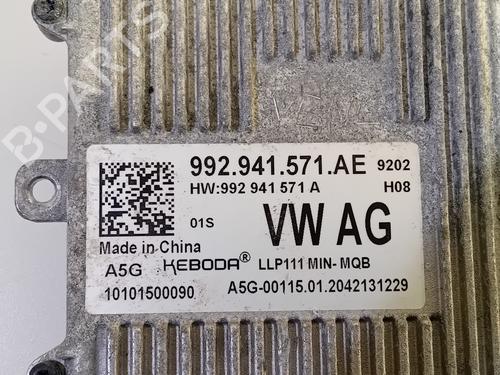 B-PARTS
992.941.571.AE 9202
HW:992 941 571 A H08
01S VW AG
Made in China
A5G KEBODA® LLP111 MIN- MQB
10101500090 A5G-00115.01.2042131229